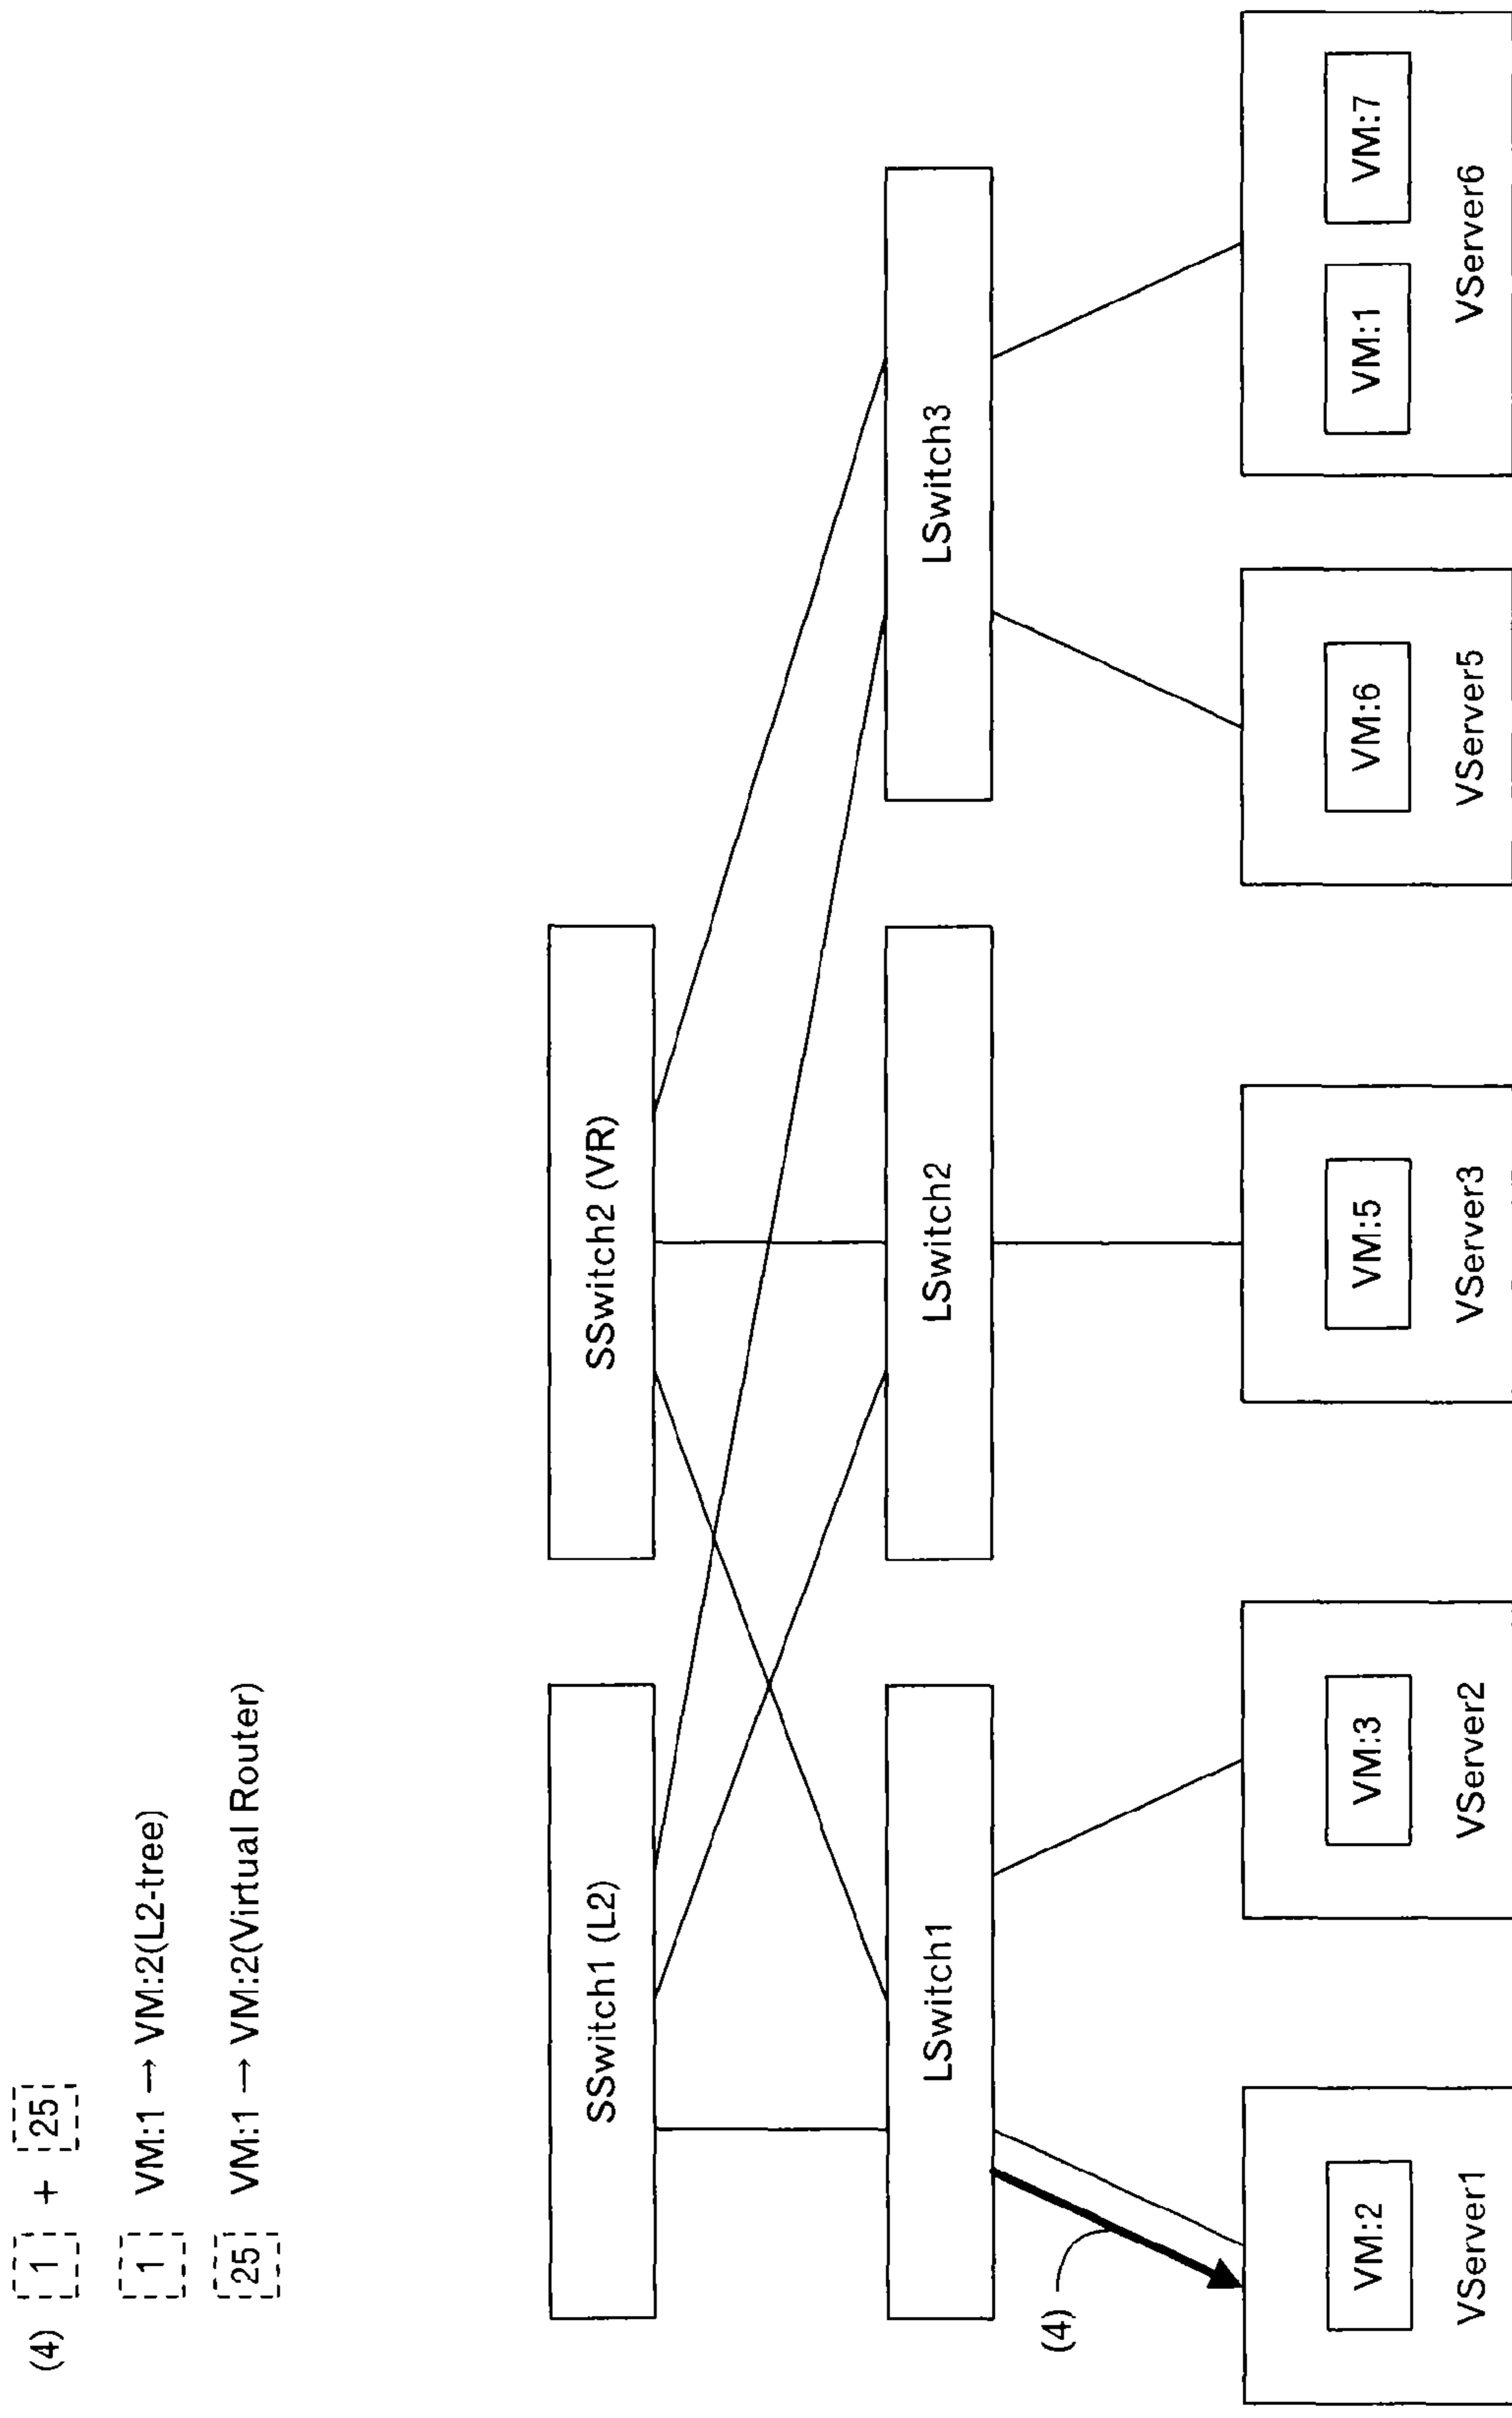 (4) 1 + 25
1 VM:1 → VM:2(L2-tree)
25 VM:1 → VM:2(Virtual Router)
SSwitch1 (L2)
SSwitch2 (VR)
LSwitch1
LSwitch2
LSwitch3
(4)
VM:2
VM:3
VM:5
VM:6
VM:1
VM:7
VServer1
VServer2
VServer3
VServer5
VServer6